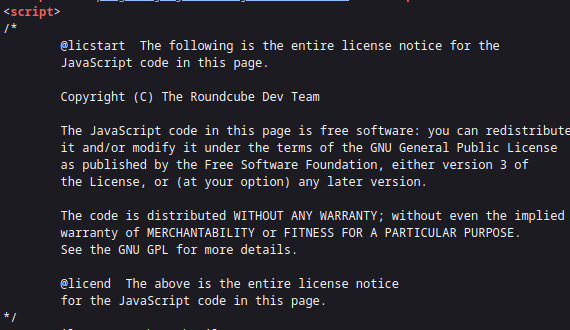 <script>
/*
@licstart  The following is the entire license notice for the
JavaScript code in this page.
Copyright (C) The Roundcube Dev Team
The JavaScript code in this page is free software: you can redistribute
it and/or modify it under the terms of the GNU General Public License
as published by the Free Software Foundation, either version 3 of
the License, or (at your option) any later version.
The code is distributed WITHOUT ANY WARRANTY; without even the implied
warranty of MERCHANTABILITY or FITNESS FOR A PARTICULAR PURPOSE.
See the GNU GPL for more details.
@licend  The above is the entire license notice
for the JavaScript code in this page.
*/